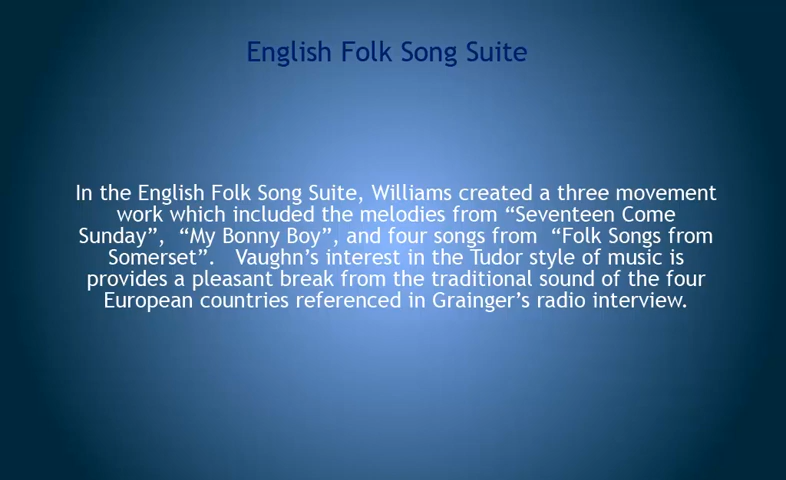 English Folk Song Suite
In the English Folk Song Suite, Williams created a three movement
work which included the melodies from “Seventeen Come
Sunday”,  “My Bonny Boy”, and four songs from  “Folk Songs from
Somerset”.   Vaughn’s interest in the Tudor style of music is
provides a pleasant break from the traditional sound of the four
European countries referenced in Grainger’s radio interview.